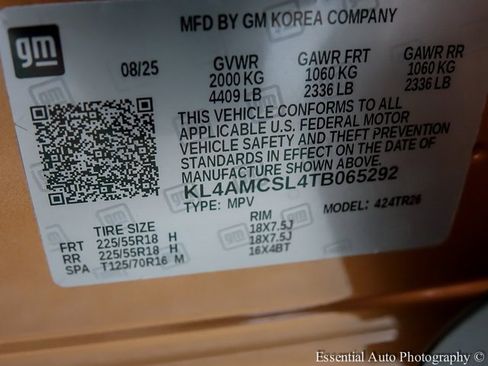 MFD BY GM KOREA COMPANY
gm
08/25
GVWR
2000 KG
4409 LB
GAWR FRT
1060 KG
2336 LB
GAWR RR
1060 KG
2336 LB
THIS VEHICLE CONFORMS TO ALL
APPLICABLE U.S. FEDERAL MOTOR
VEHICLE SAFETY AND THEFT PREVENTION
STANDARDS IN EFFECT ON THE DATE OF
MANUFACTURE SHOWN ABOVE.
KL4AMCSL4TB065292
TYPE: MPV
MODEL: 424TR26
TIRE SIZE
RIM
FRT 225/55R18 H 18X7.5J
RR 225/55R18 H 18X7.5J
SPA T125/70R16 M 16X4BT
Essential Auto Photography ©